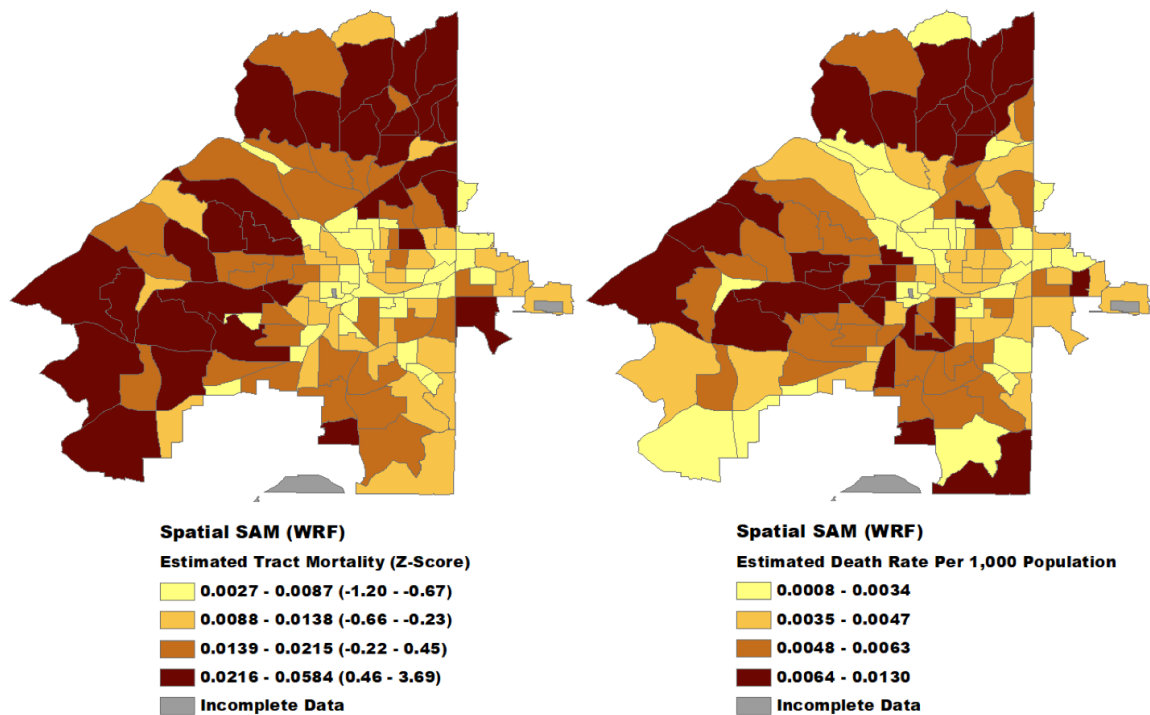 Spatial SAM (WRF)
Estimated Tract Mortality (Z-Score)
0.0027 - 0.0087 (-1.20 - -0.67)
0.0088 - 0.0138 (-0.66 - -0.23)
0.0139 - 0.0215 (-0.22 - 0.45)
0.0216 - 0.0584 (0.46 - 3.69)
Incomplete Data
Spatial SAM (WRF)
Estimated Death Rate Per 1,000 Population
0.0008 - 0.0034
0.0035 - 0.0047
0.0048 - 0.0063
0.0064 - 0.0130
Incomplete Data